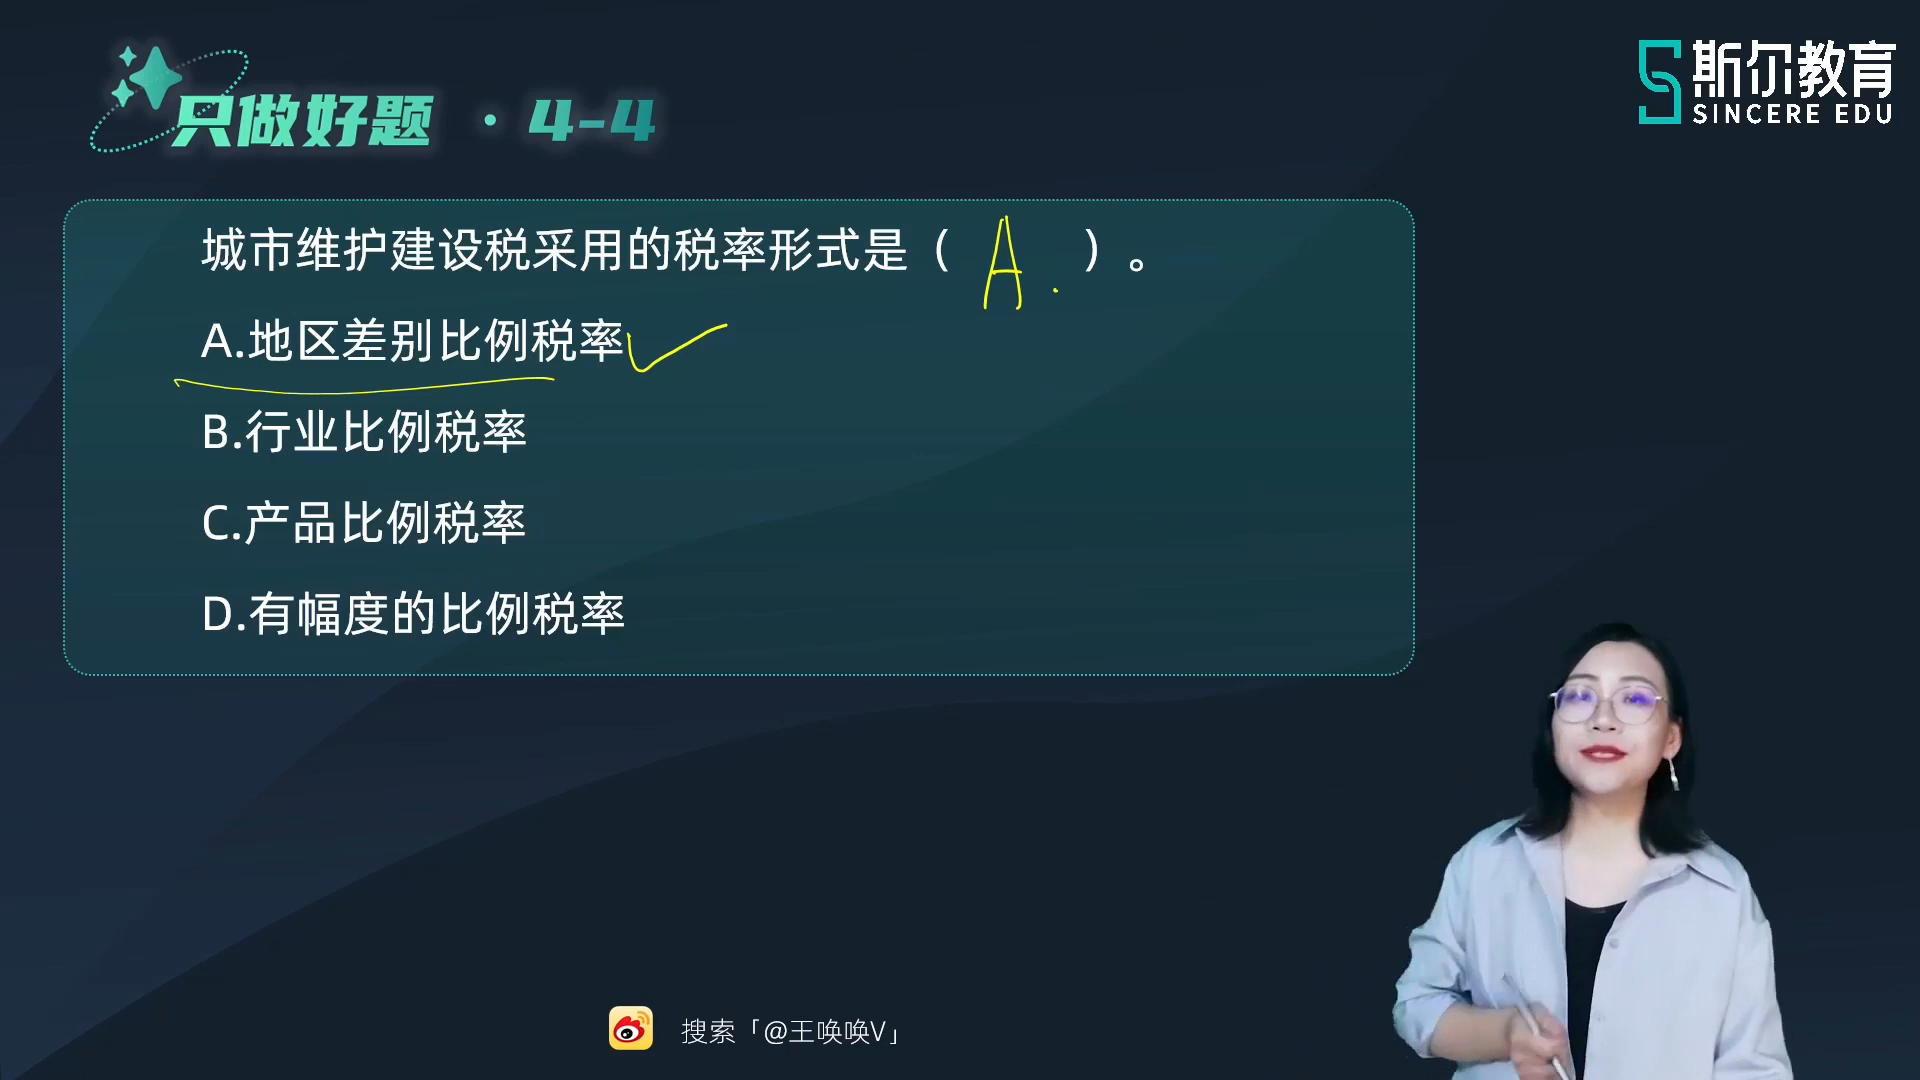 只做好题 · 4-4
斯尔教育
SINCERE EDU
城市维护建设税采用的税率形式是（ A. ）。
A.地区差别比例税率
B.行业比例税率
C.产品比例税率
D.有幅度的比例税率
搜索「@王唤唤V」